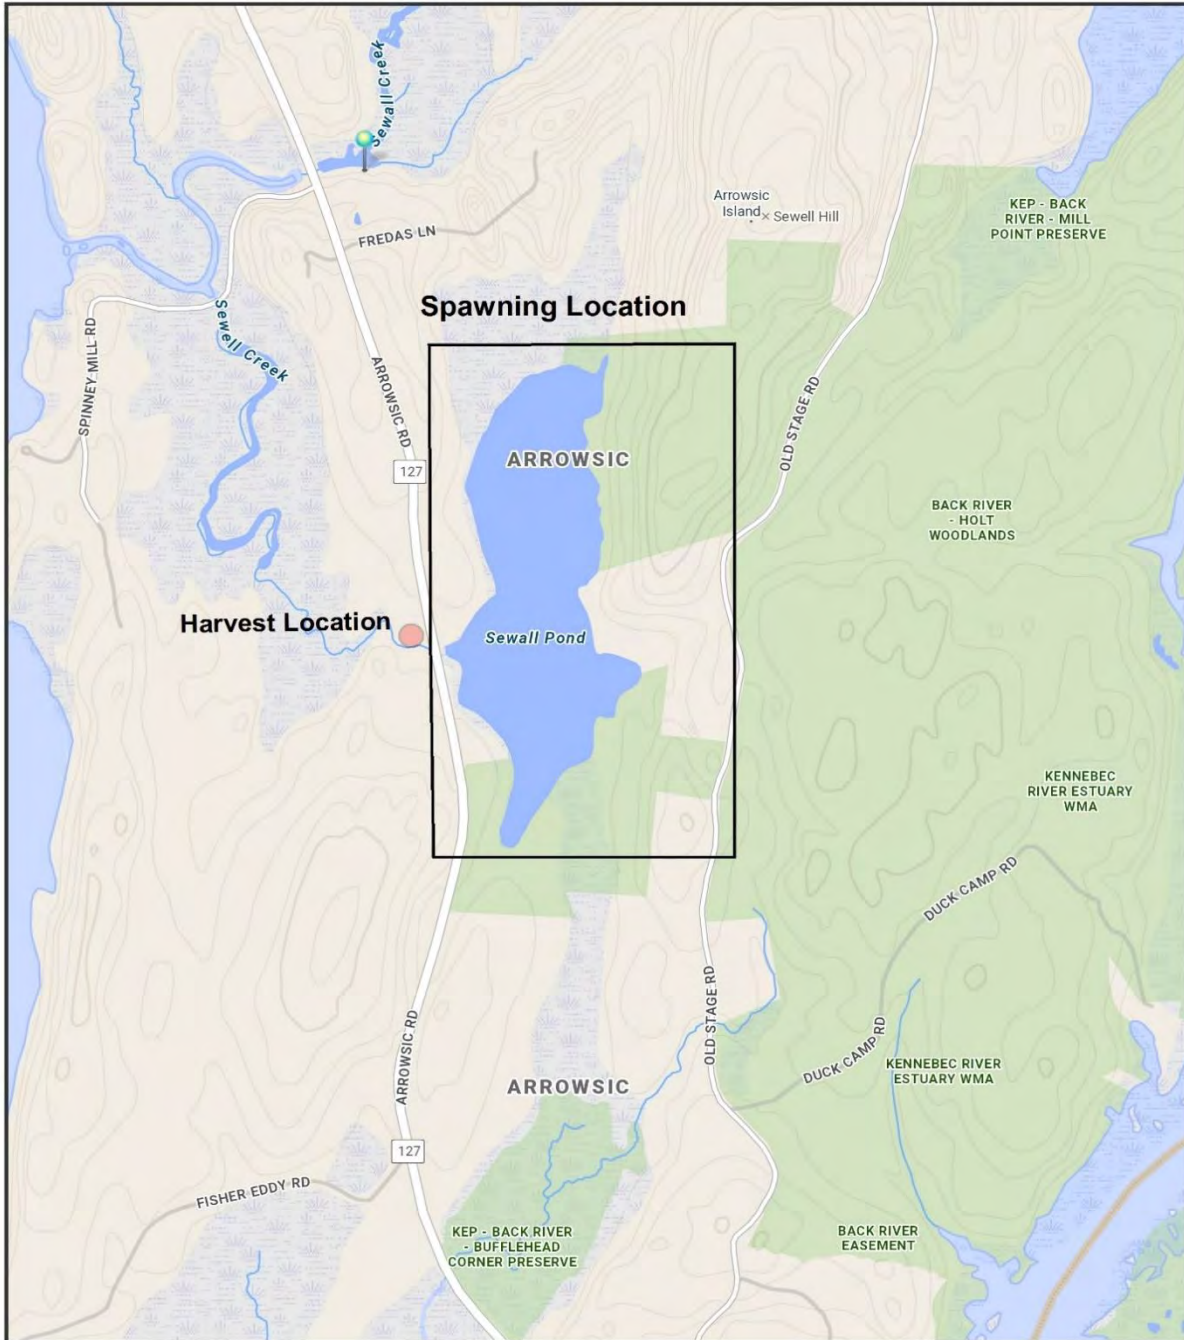 Sewall Creek
Arrowsic
Island
Sewell Hill
KEP - BACK
RIVER - MILL
POINT PRESERVE
FREDAS LN
Spawning Location
Sewell Creek
SPINNEY MILL RD
ARROWSIC RD
OLD STAGE RD
ARROWSIC
127
BACK RIVER
- HOLT
WOODLANDS
Harvest Location
Sewall Pond
KENNEBEC
RIVER ESTUARY
WMA
DUCK CAMP RD
OLD STAGE RD
ARROWSIC RD
DUCK CAMP RD
KENNEBEC RIVER
ESTUARY WMA
ARROWSIC
127
FISHER EDDY RD
KEP - BACK RIVER
- BUFFLEHEAD
CORNER PRESERVE
BACK RIVER
EASEMENT